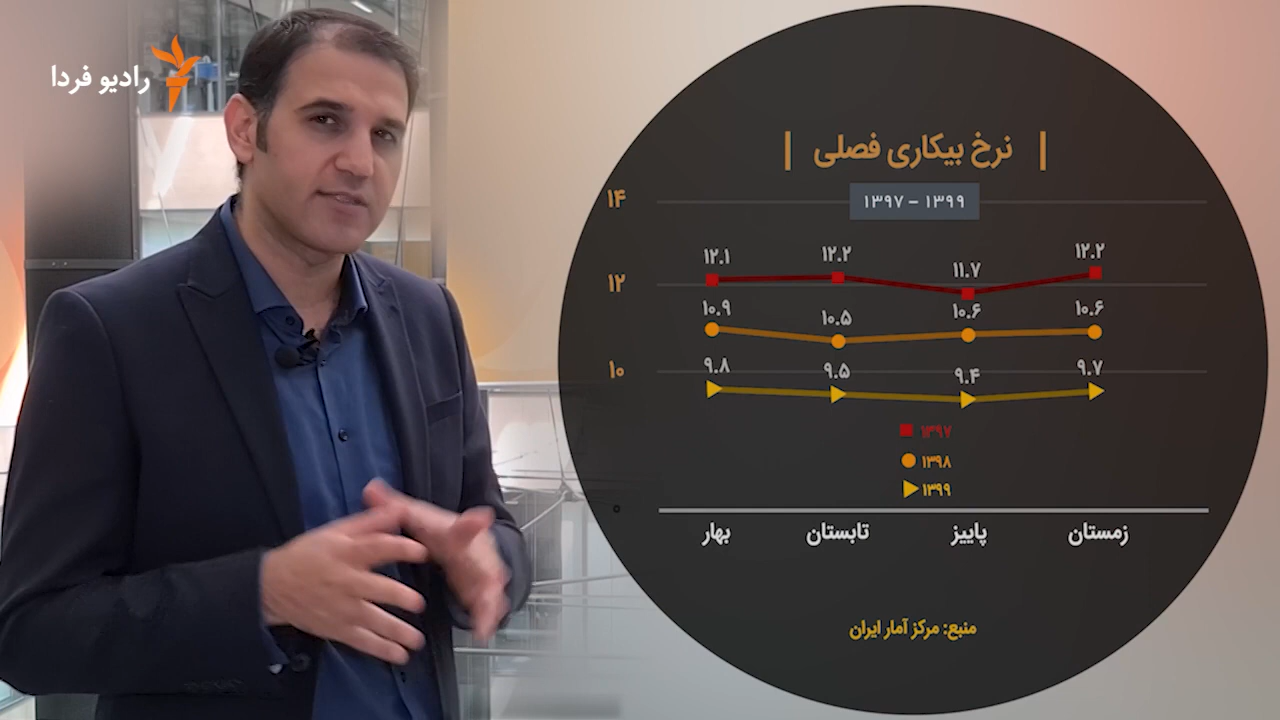 رادیو فردا
| نرخ بیکاری فصلی |
۱۳۹۷ – ۱۳۹۹
۱۴
۱۲.۱ ۱۲.۲ ۱۱.۷ ۱۲.۲
۱۲
۱۰.۹ ۱۰.۵ ۱۰.۶ ۱۰.۶
۱۰
۹.۸ ۹.۵ ۹.۴ ۹.۷
۱۳۹۷
۱۳۹۸
۱۳۹۹
۰
بهار تابستان پاییز زمستان
منبع: مرکز آمار ایران